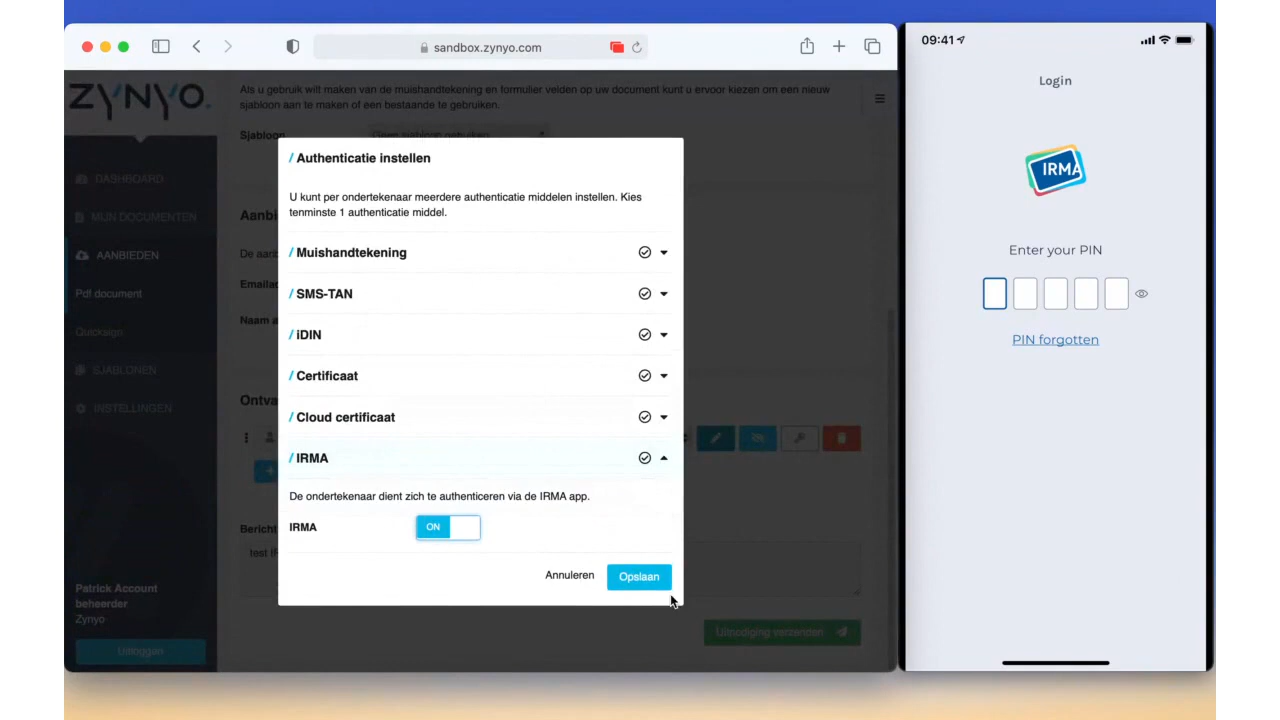 sandbox.zynyo.com
ZYNYO.
Als u gebruik wilt maken van de muishandtekening en formulier velden op uw document kunt u ervoor kiezen om een nieuw
sjabloon aan te maken of een bestaande te gebruiken.
Sjabloon
DASHBOARD
MIJN DOCUMENTEN
AANBIEDEN
Pdf document
Quicksign
SJABLONEN
INSTELLINGEN
Patrick Account
beheerder
Zynyo
Uitloggen
Bericht
Uitnodiging verzenden
/ Authenticatie instellen
U kunt per ondertekenaar meerdere authenticatie middelen instellen. Kies
tenminste 1 authenticatie middel.
/ Muishandtekening
/ SMS-TAN
/ iDIN
/ Certificaat
/ Cloud certificaat
/ IRMA
De ondertekenaar dient zich te authenticeren via de IRMA app.
IRMA
ON
Annuleren
Opslaan
09:41
Login
IRMA
Enter your PIN
PIN forgotten